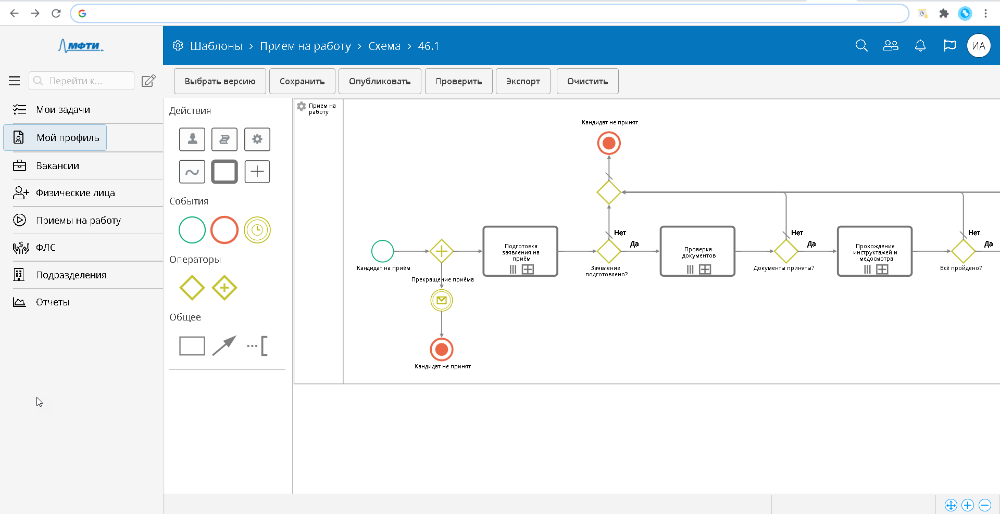 МФТИ
Шаблоны › Прием на работу › Схема › 46.1
ИА
Перейти к...
Выбрать версию
Сохранить
Опубликовать
Проверить
Экспорт
Очистить
Мои задачи
Мой профиль
Вакансии
Физические лица
Приемы на работу
ФЛС
Подразделения
Отчеты
Действия
События
Операторы
Общее
Прием на
работу
Кандидат не принят
Кандидат на приём
Прекращение приёма
Кандидат не принят
Подготовка
заявления на
приём
Нет
Да
Заявление
подготовлено?
Проверка
документов
Нет
Да
Документы приняты?
Прохождение
инструктажей и
медосмотра
Нет
Да
Всё пройдено?